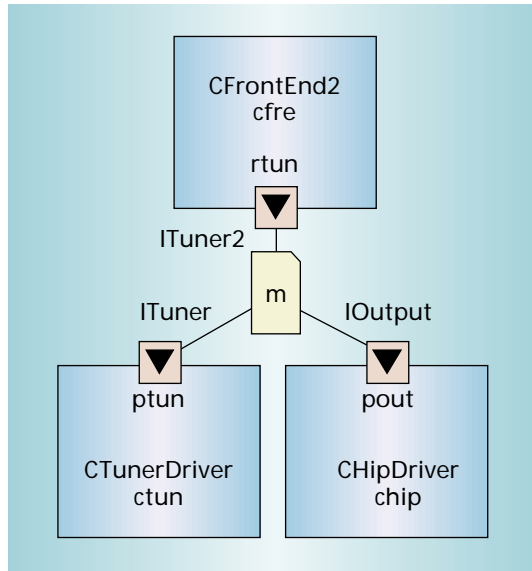 CFrontEnd2
cfre
rtun
ITuner2
m
ITuner
IOutput
ptun
pout
CTunerDriver
ctun
CHipDriver
chip